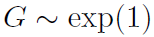 G ∼ exp(1)